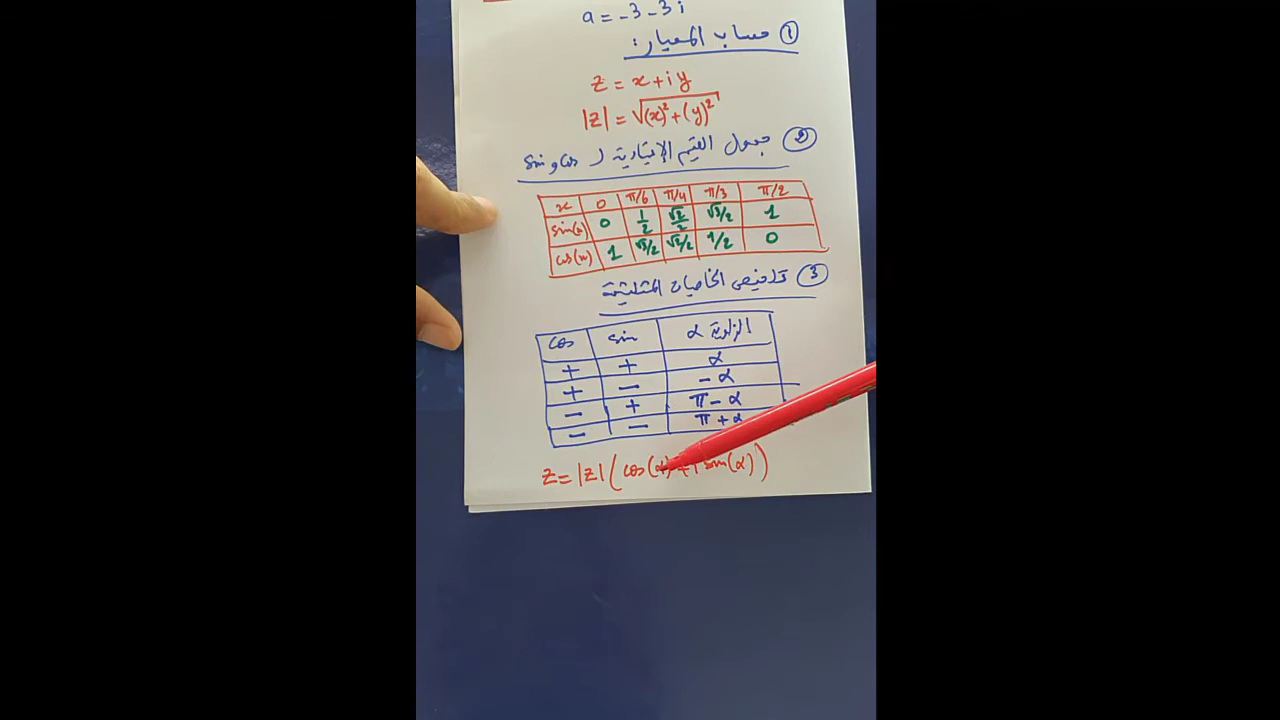 a = -3 - 3i
① حساب المعيار :
z = x + i y
|z| = √(x)² + (y)²
② جدول القيم الإعتيادية لـ cos و sin
x 0 π/6 π/4 π/3 π/2
sin(x) 0 1/2 √2/2 √3/2 1
cos(x) 1 √3/2 √2/2 1/2 0
③ تلخيص الخاصيات المثلثية
cos sin الزاوية α
+ + α
+ - - α
- + π - α
- - π + α
z = |z| (cos(α) + i sin(α))